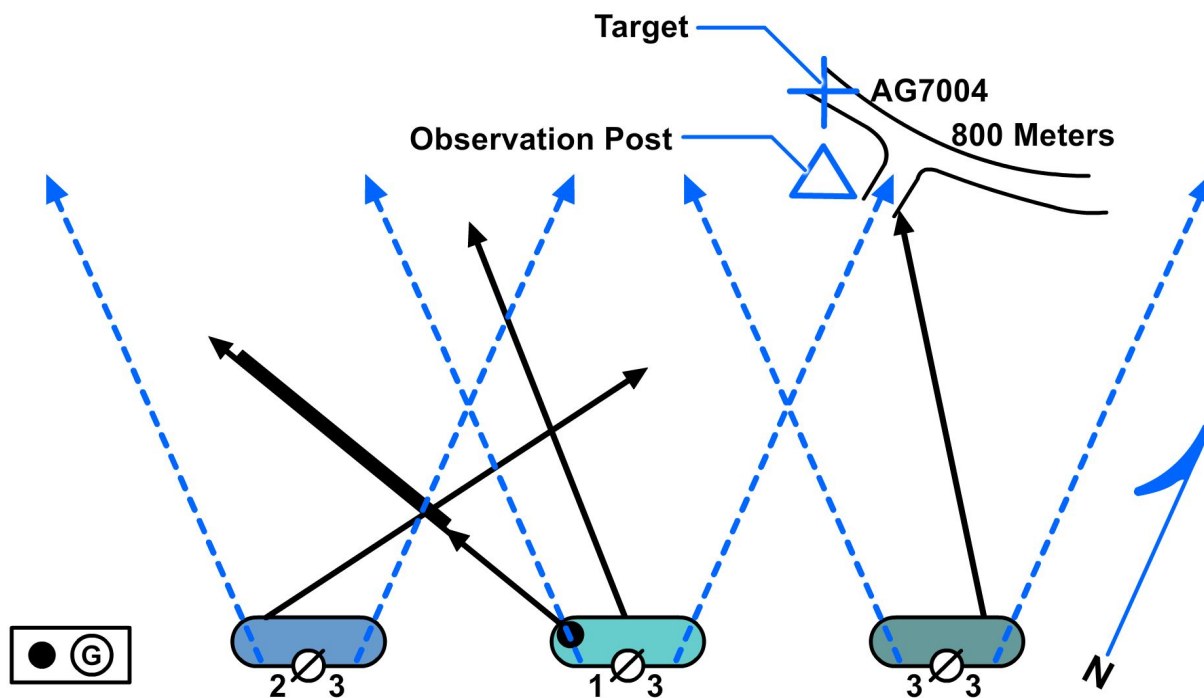 Target
AG7004
800 Meters
Observation Post
G
2 3
1 3
3 3
N